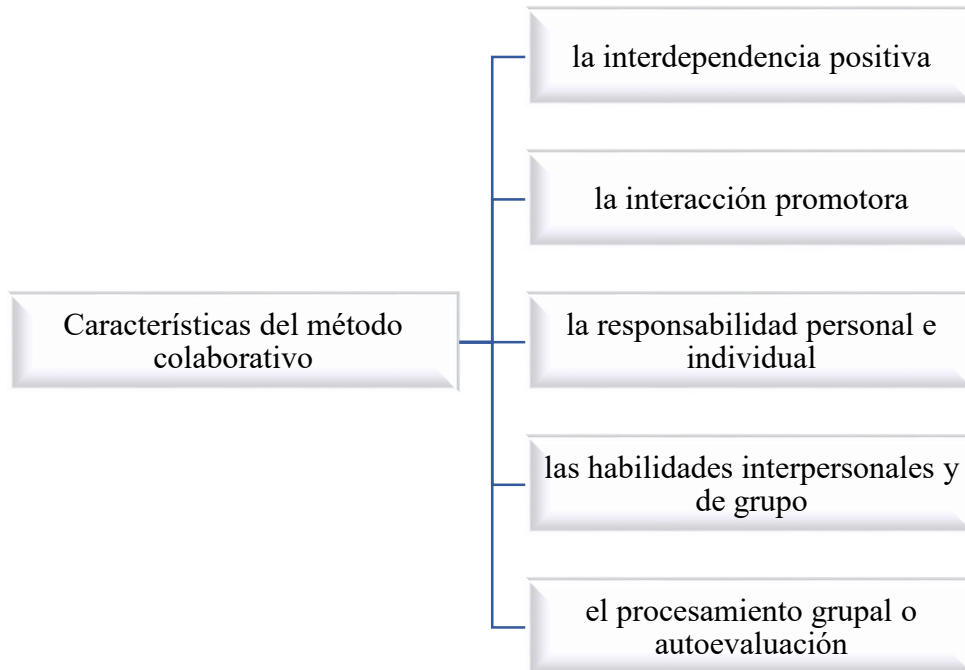 la interdependencia positiva
la interacción promotora
Características del método
colaborativo
la responsabilidad personal e
individual
las habilidades interpersonales y
de grupo
el procesamiento grupal o
autoevaluación